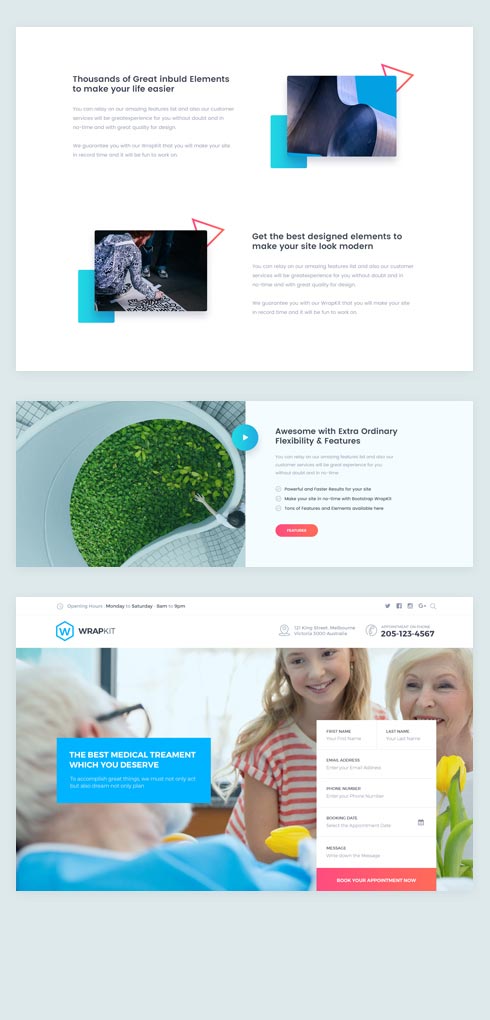 Thousands of Great inbuld Elements
to make your life easier
You can relay on our amazing features list and also our customer
services will be greatexperience for you without doubt and in
no-time and with great quality for design.
We guarantee you with our WrapKit that you will make your site
in record time and it will be fun to work on.
Get the best designed elements to
make your site look modern
You can relay on our amazing features list and also our customer
services will be greatexperience for you without doubt and in
no-time and with great quality for design.
We guarantee you with our WrapKit that you will make your site
in record time and it will be fun to work on.
Awesome with Extra Ordinary
Flexibility & Features
You can relay on our amazing features list and also our
customer services will be great experience for you
without doubt and in no-time
Powerful and Faster Results for your site
Make your site in no-time with Bootstrap WrapKit
Tons of Features and Elements available here
FEATURES
Openting Hours : Monday to Saturday - 8am to 9pm
G+
W WRAPKIT
121 King Street, Melbourne
Victoria 3000 Australia
APPOINTMENT ON PHONE
205-123-4567
THE BEST MEDICAL TREAMENT
WHICH YOU DESERVE
To accomplish great things, we must not only act
but also dream not only plan
FIRST NAME
Your First Name
LAST NAME
Your Last Name
EMAIL ADDRESS
Enter your Email Address
PHONE NUMBER
Enter your Phone Number
BOOKING DATE
Select the Appointment Date
MESSAGE
Write down the Message
BOOK YOUR APPOINTMENT NOW